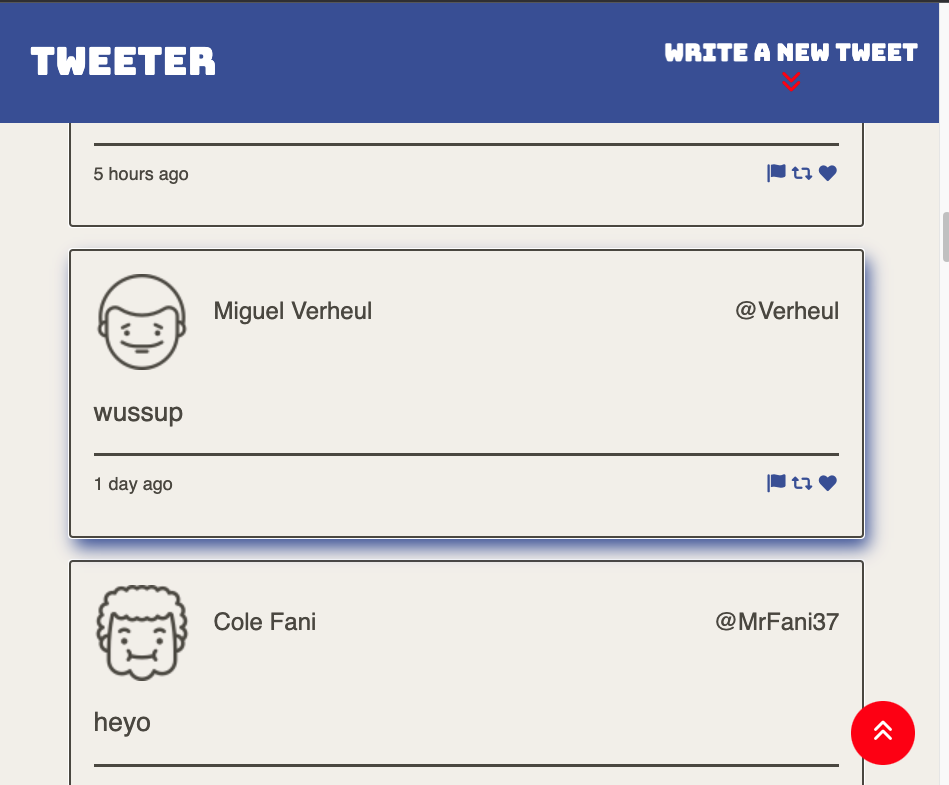 TWEETER
WRITE A NEW TWEET
5 hours ago
Miguel Verheul
@Verheul
wussup
1 day ago
Cole Fani
@MrFani37
heyo